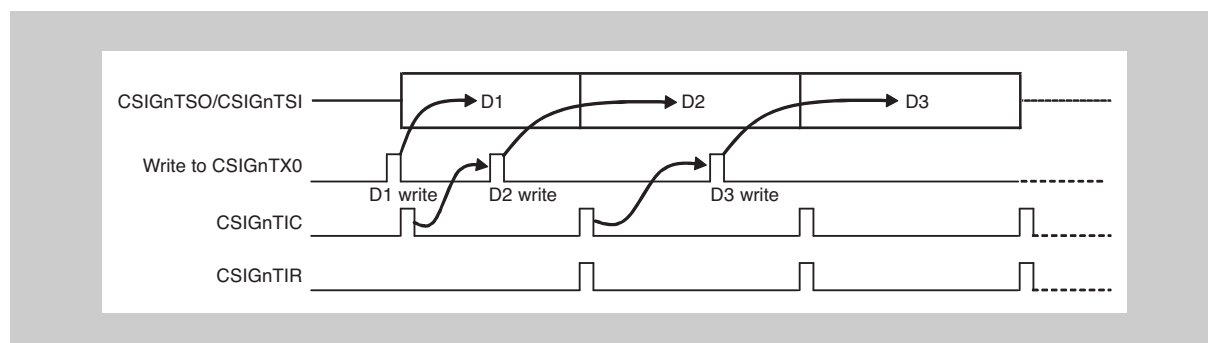 CSIGnTSO/CSIGnTSI D1 D2 D3
Write to CSIGnTX0
D1 write D2 write D3 write
CSIGnTIC
CSIGnTIR